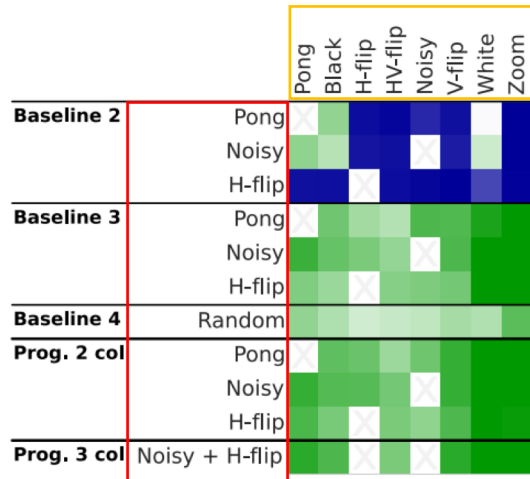 Pong Black H-flip HV-flip Noisy V-flip White Zoom
Baseline 2 Pong
Noisy
H-flip
Baseline 3 Pong
Noisy
H-flip
Baseline 4 Random
Prog. 2 col Pong
Noisy
H-flip
Prog. 3 col Noisy + H-flip